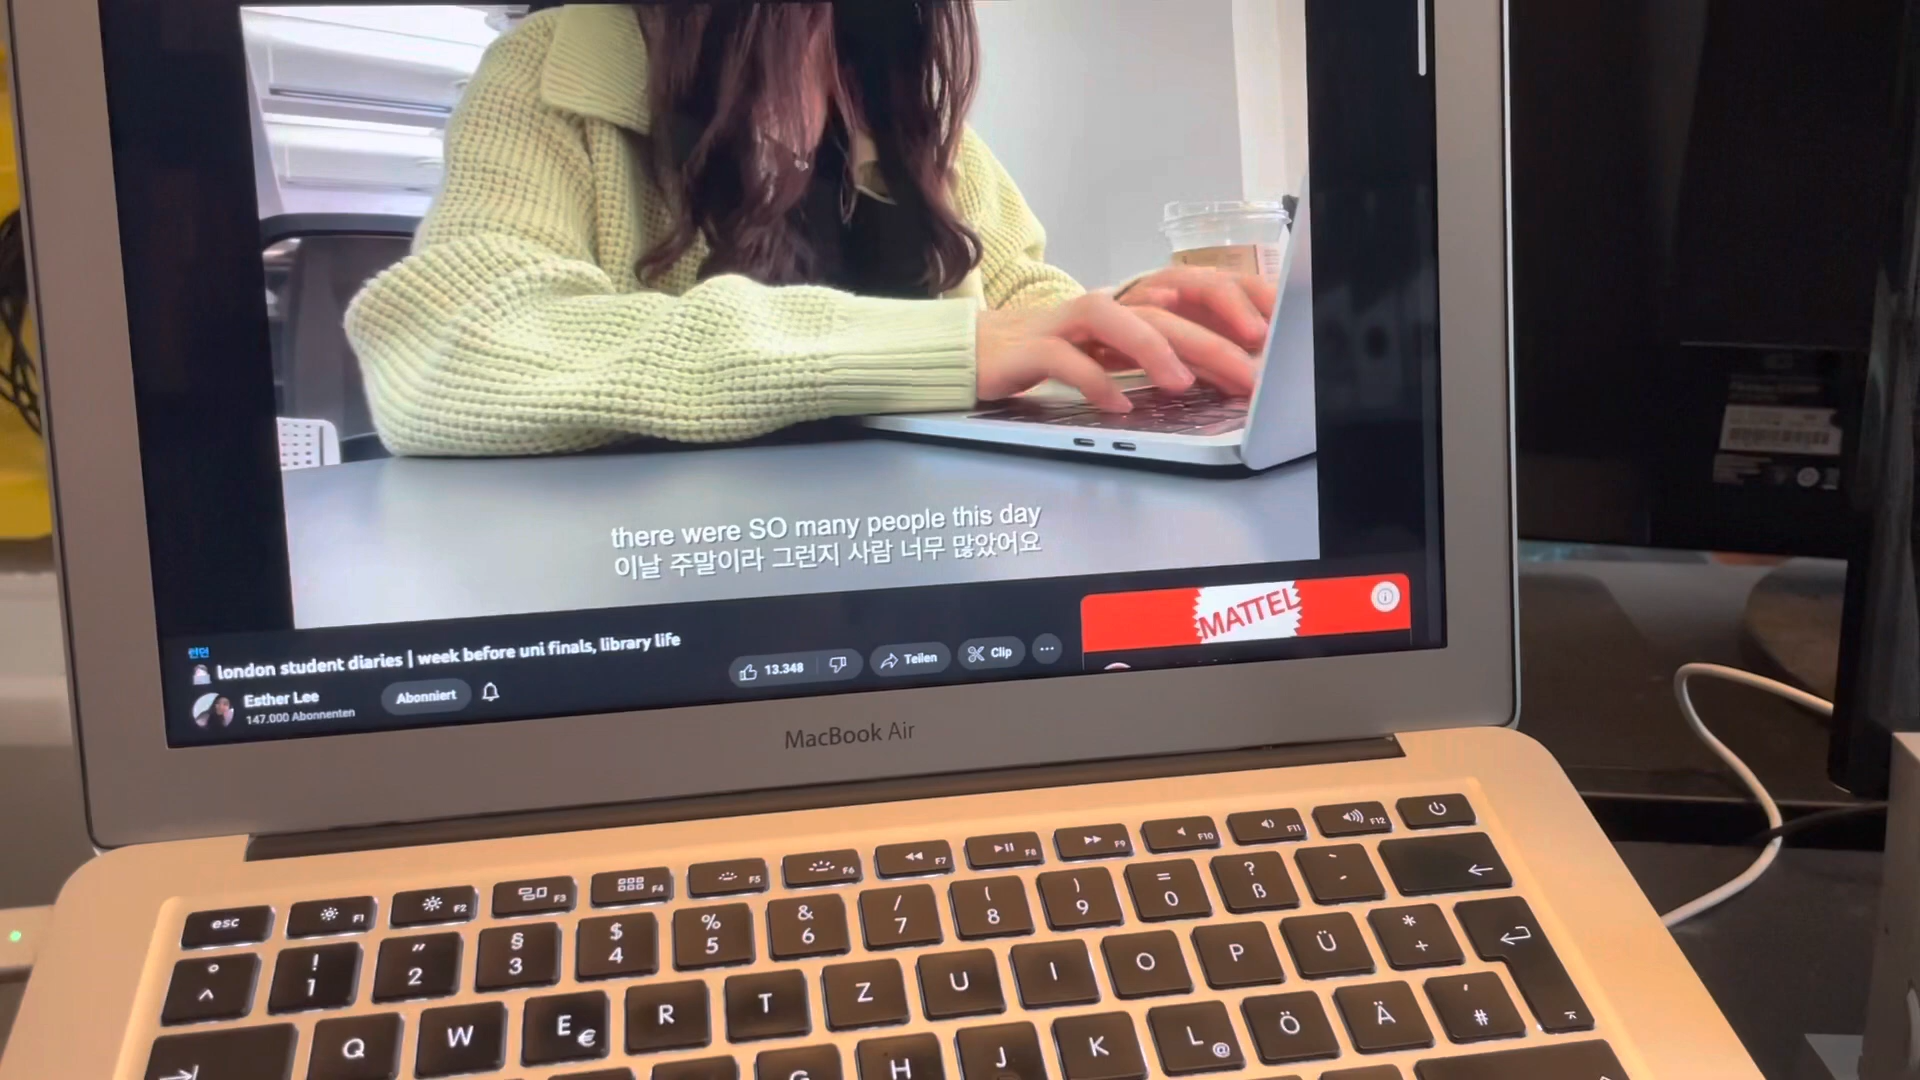 there were SO many people this day
이날 주말이라 그런지 사람 너무 많았어요
MATTEL
런던
london student diaries | week before uni finals, library life
Esther Lee
147.000 Abonnenten
Abonniert
13.348
Teilen
Clip
MacBook Air
esc F1 F2 F3 F4 F5 F6 F7 F8 F9 F10 F11 F12
° ! " § $ % & / ( ) = ? `
^ 1 2 3 4 5 6 7 8 9 0 ß ´
Q W E € R T Z U I O P Ü * +
G H J K L @ Ö Ä ' #